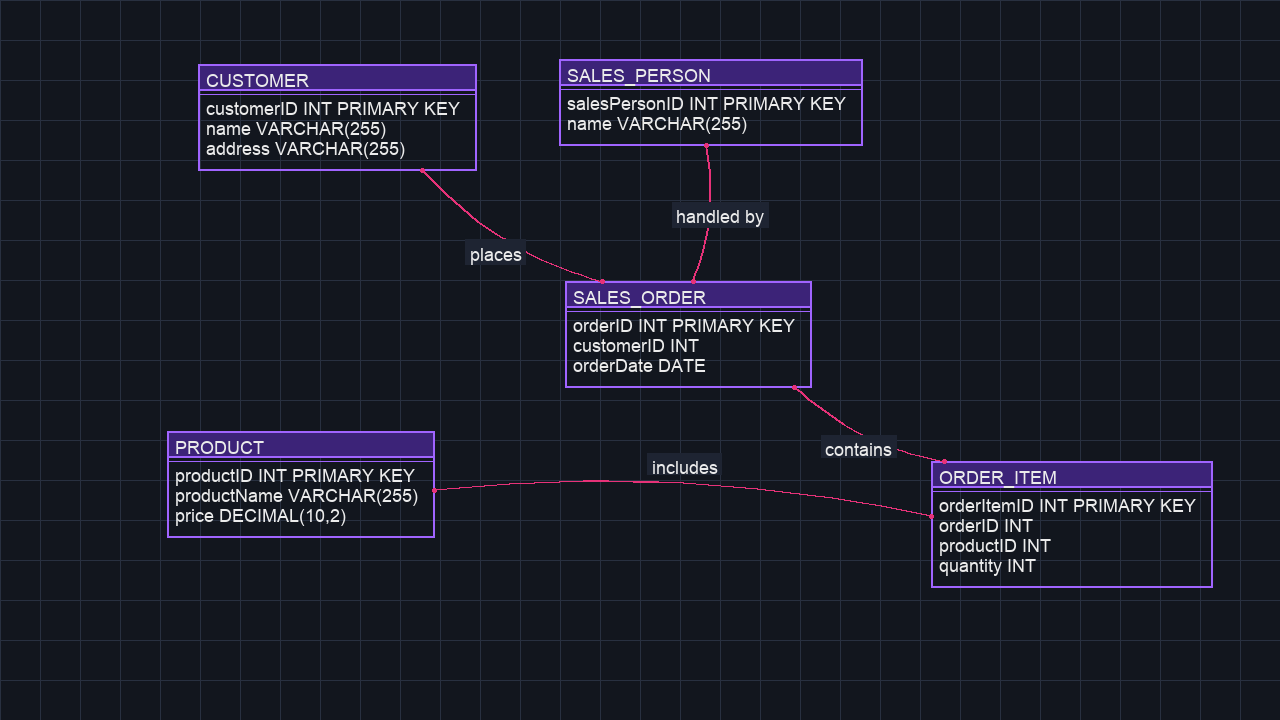 CUSTOMER
customerID INT PRIMARY KEY
name VARCHAR(255)
address VARCHAR(255)
SALES_PERSON
salesPersonID INT PRIMARY KEY
name VARCHAR(255)
handled by
places
SALES_ORDER
orderID INT PRIMARY KEY
customerID INT
orderDate DATE
PRODUCT
productID INT PRIMARY KEY
productName VARCHAR(255)
price DECIMAL(10,2)
includes
contains
ORDER_ITEM
orderItemID INT PRIMARY KEY
orderID INT
productID INT
quantity INT